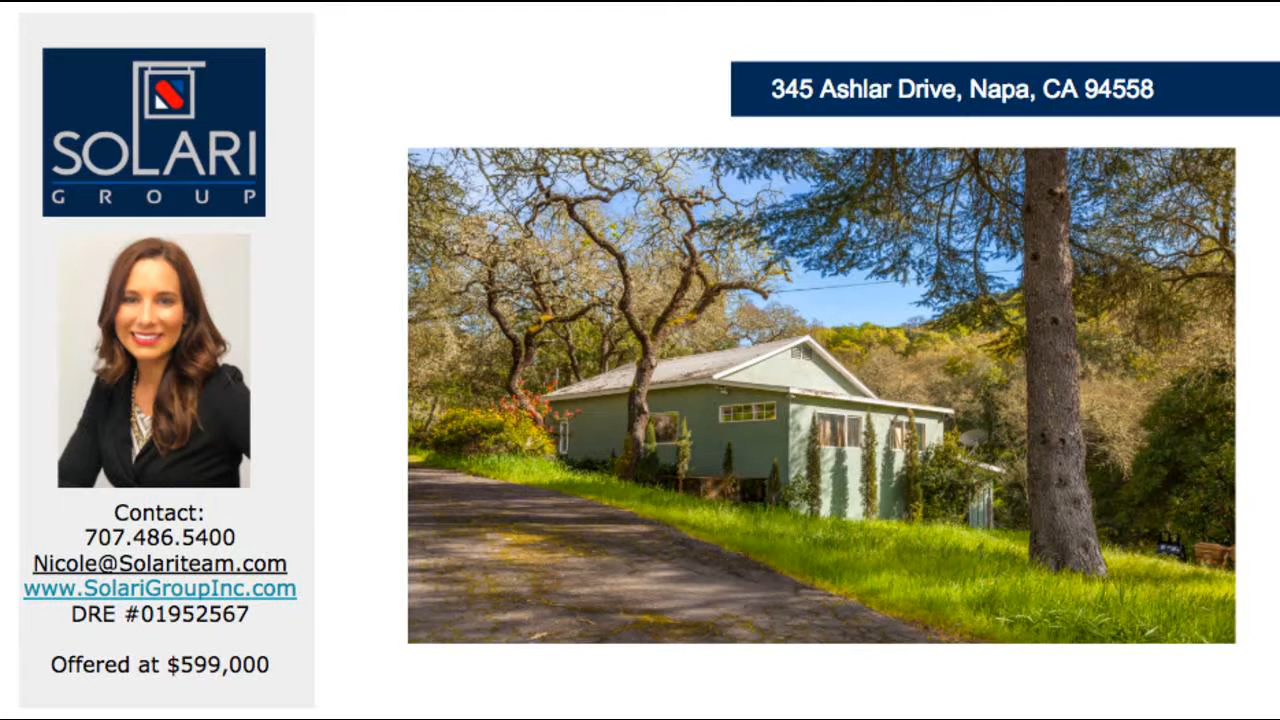 SOLARI
GROUP
Contact:
707.486.5400
Nicole@Solariteam.com
www.SolariGroupInc.com
DRE #01952567
Offered at $599,000
345 Ashlar Drive, Napa, CA 94558